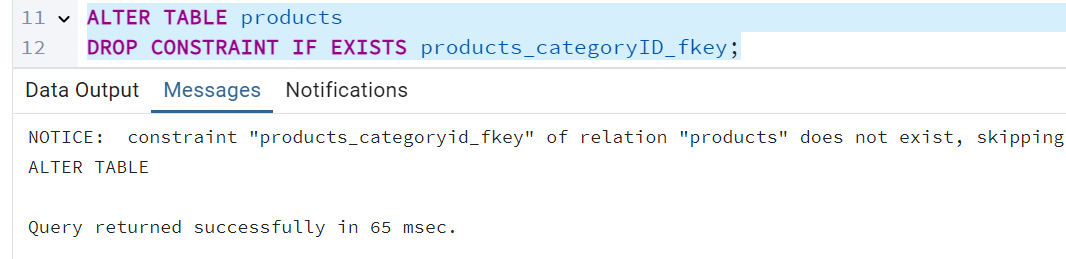 11 ALTER TABLE products
12 DROP CONSTRAINT IF EXISTS products_categoryID_fkey;
Data Output Messages Notifications
NOTICE:  constraint "products_categoryid_fkey" of relation "products" does not exist, skipping
ALTER TABLE
Query returned successfully in 65 msec.